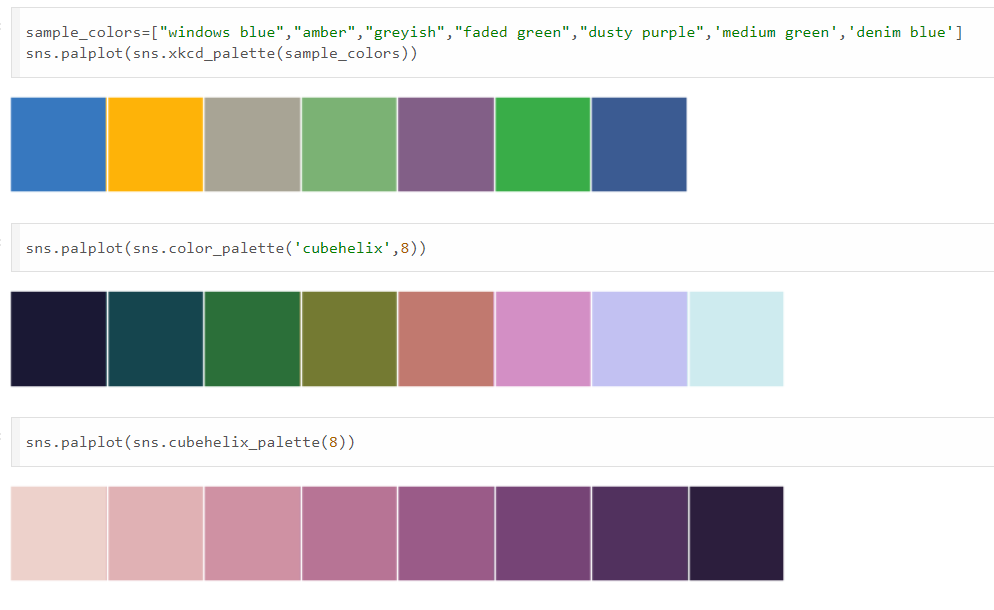 sample_colors=["windows blue","amber","greyish","faded green","dusty purple",'medium green','denim blue']
sns.palplot(sns.xkcd_palette(sample_colors))
sns.palplot(sns.color_palette('cubehelix',8))
sns.palplot(sns.cubehelix_palette(8))